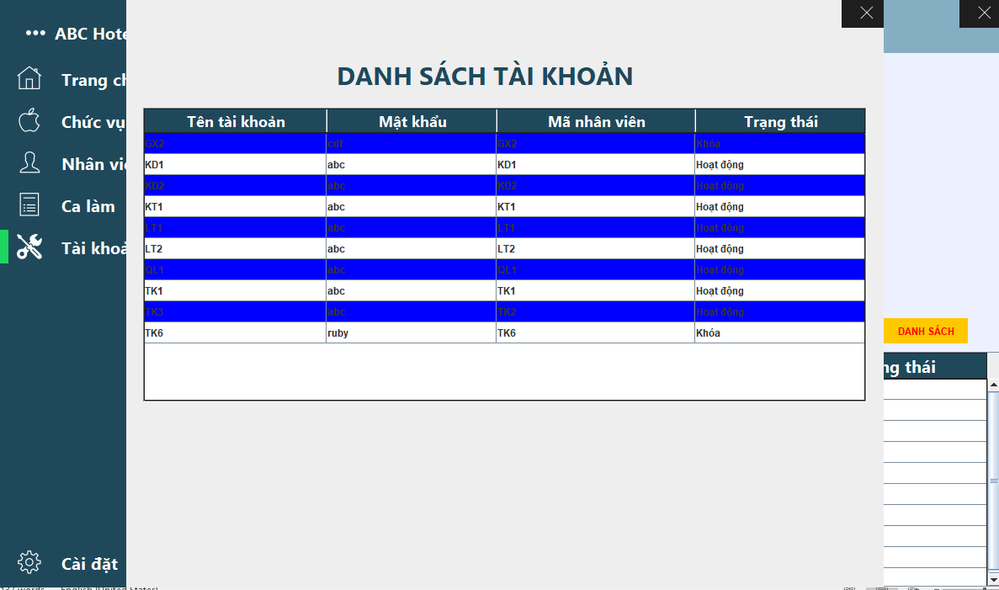 ••• ABC Hote
Trang ch
Chức vụ
Nhân vi
Ca làm
Tài khoả
Cài đặt
DANH SÁCH TÀI KHOẢN
Tên tài khoản Mật khẩu Mã nhân viên Trạng thái
GX2 cdf GX2 Khóa
KD1 abc KD1 Hoạt động
KD2 abc KD2 Hoạt động
KT1 abc KT1 Hoạt động
LT1 abc LT1 Hoạt động
LT2 abc LT2 Hoạt động
QL1 abc QL1 Hoạt động
TK1 abc TK1 Hoạt động
TK3 abc TK2 Hoạt động
TK6 ruby TK6 Khóa
DANH SÁCH
ng thái